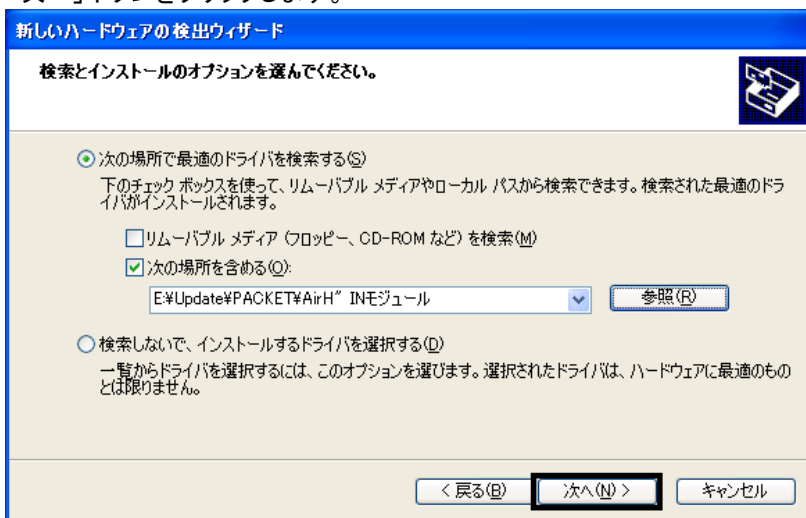 」ボタンをクリックします。
新しいハードウェアの検出ウィザード
検索とインストールのオプションを選んでください。
次の場所で最適のドライバを検索する(S)
下のチェック ボックスを使って、リムーバブル メディアやローカル パスから検索できます。検索された最適のドラ
イバがインストールされます。
リムーバブル メディア (フロッピー、CD-ROM など) を検索(M)
次の場所を含める(O):
E:¥Update¥PACKET¥AirH" INモジュール
参照(R)
検索しないで、インストールするドライバを選択する(D)
一覧からドライバを選択するには、このオプションを選びます。選択されたドライバは、ハードウェアに最適のもの
とは限りません。
< 戻る(B)
次へ(N) >
キャンセル